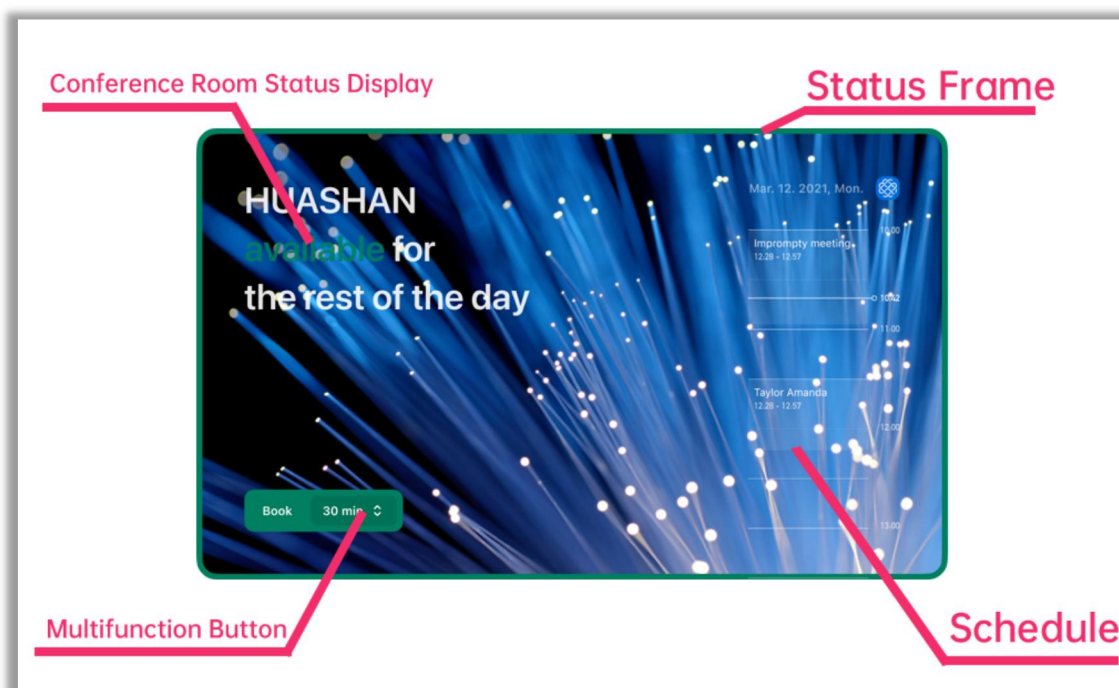 Conference Room Status Display
Status Frame
HUASHAN
available for
the rest of the day
Mar. 12. 2021, Mon.
10:00
Imprompty meeting
12:28 - 12:57
10:42
11:00
Taylor Amanda
12:28 - 12:57
12:00
13:00
Book 30 min
Multifunction Button
Schedule